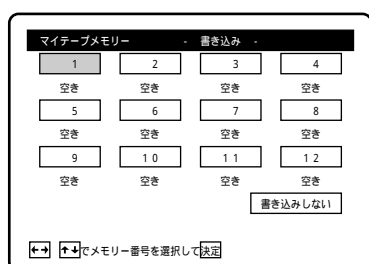 マイテープメモリー - 書き込み -
1 2 3 4
空き 空き 空き 空き
5 6 7 8
空き 空き 空き 空き
9 10 11 12
空き 空き 空き 空き
書き込みしない
←→ ↑↓でメモリー番号を選択して決定